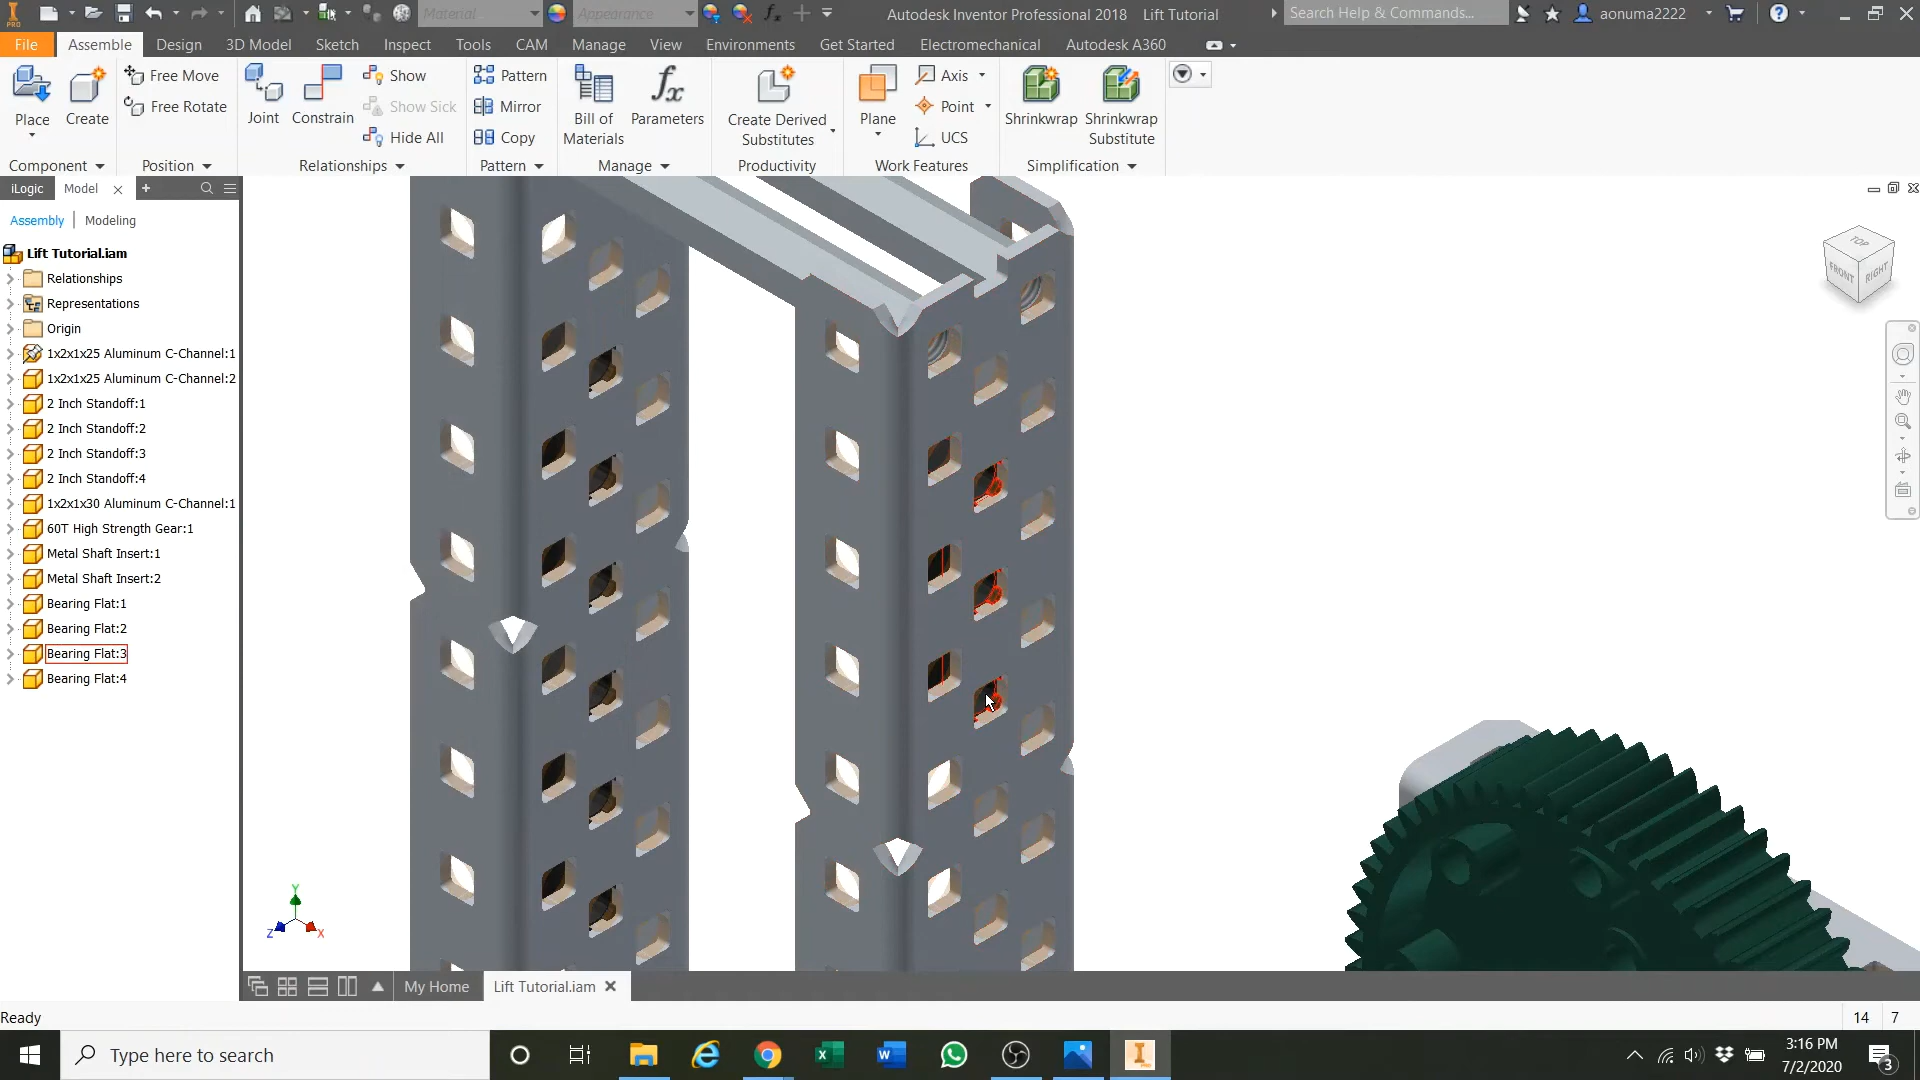 Material
Appearance
Autodesk Inventor Professional 2018 Lift Tutorial
Search Help & Commands...
aonuma2222
PRO
File Assemble Design 3D Model Sketch Inspect Tools CAM Manage View Environments Get Started Electromechanical Autodesk A360
Place
Create
Free Move
Free Rotate
Joint
Constrain
Show
Show Sick
Hide All
Pattern
Mirror
Copy
Bill of
Materials
Parameters
Create Derived
Substitutes
Plane
Axis
Point
UCS
Shrinkwrap
Shrinkwrap
Substitute
Component Position Relationships Pattern Manage Productivity Work Features Simplification
iLogic Model
Assembly Modeling
Lift Tutorial.iam
Relationships
Representations
Origin
1x2x1x25 Aluminum C-Channel:1
1x2x1x25 Aluminum C-Channel:2
2 Inch Standoff:1
2 Inch Standoff:2
2 Inch Standoff:3
2 Inch Standoff:4
1x2x1x30 Aluminum C-Channel:1
60T High Strength Gear:1
Metal Shaft Insert:1
Metal Shaft Insert:2
Bearing Flat:1
Bearing Flat:2
Bearing Flat:3
Bearing Flat:4
TOP
FRONT RIGHT
Y
Z X
My Home Lift Tutorial.iam
Ready
14 7
Type here to search
3:16 PM
7/2/2020
3